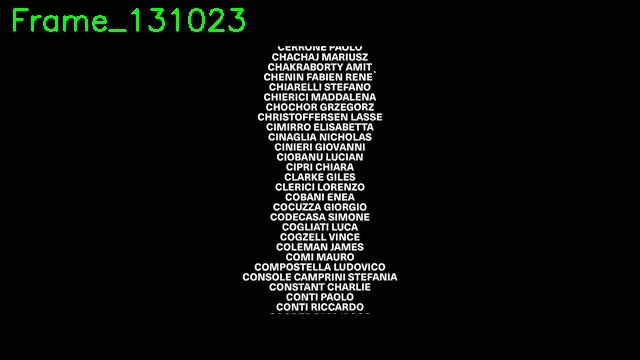 Frame_131023
CERRONE PAOLO
CHACHAJ MARIUSZ
CHAKRABORTY AMIT
CHENIN FABIEN RENE`
CHIARELLI STEFANO
CHIERICI MADDALENA
CHOCHOR GRZEGORZ
CHRISTOFFERSEN LASSE
CIMIRRO ELISABETTA
CINAGLIA NICHOLAS
CINIERI GIOVANNI
CIOBANU LUCIAN
CIPRI CHIARA
CLARKE GILES
CLERICI LORENZO
COBANI ENEA
COCUZZA GIORGIO
CODECASA SIMONE
COGLIATI LUCA
COGZELL VINCE
COLEMAN JAMES
COMI MAURO
COMPOSTELLA LUDOVICO
CONSOLE CAMPRINI STEFANIA
CONSTANT CHARLIE
CONTI PAOLO
CONTI RICCARDO